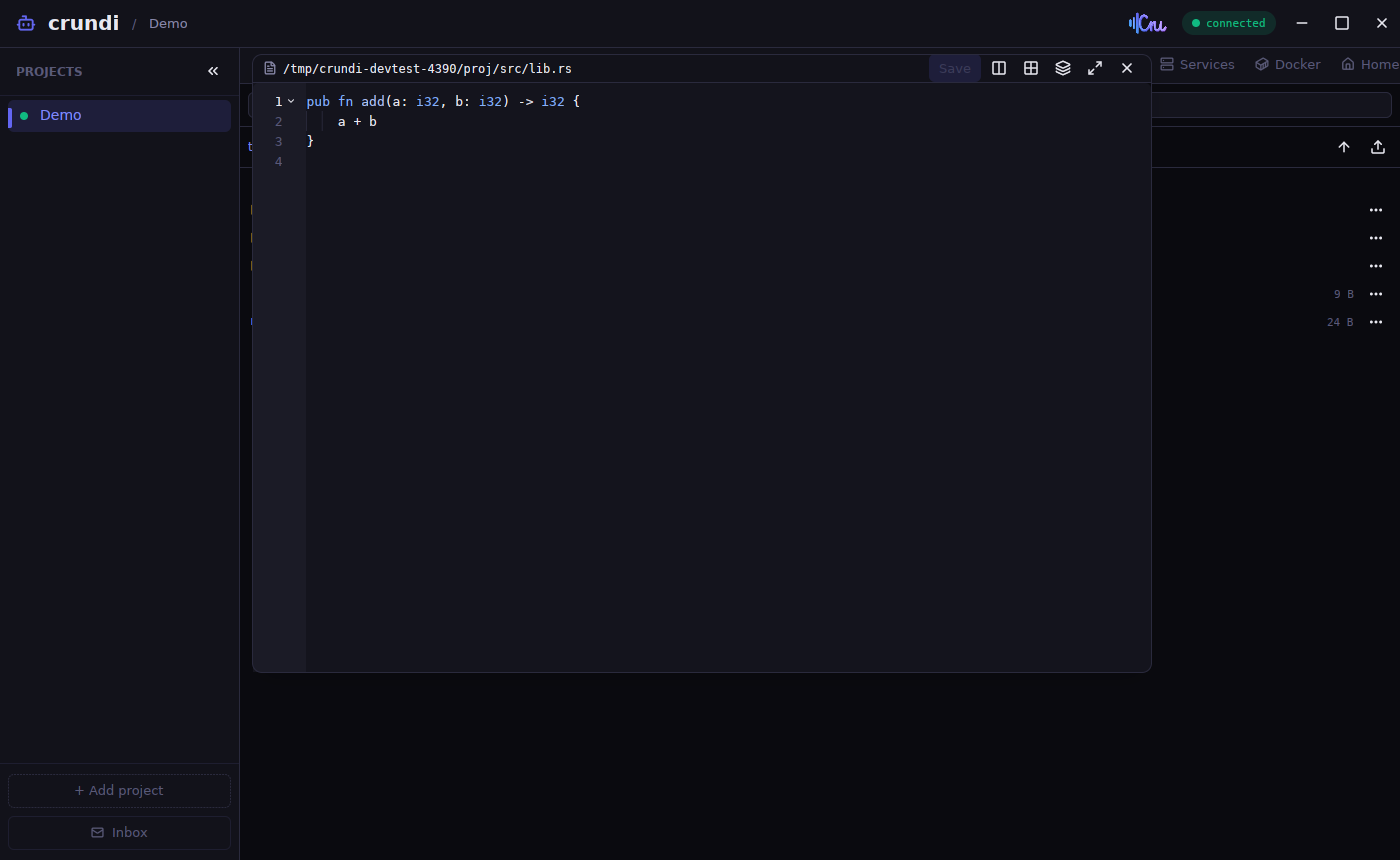 crundi / Demo
Cru
connected
PROJECTS
Demo
+ Add project
Inbox
/tmp/crundi-devtest-4390/proj/src/lib.rs
Save
Services
Docker
Home
1 pub fn add(a: i32, b: i32) -> i32 {
2     a + b
3 }
4
9 B
24 B